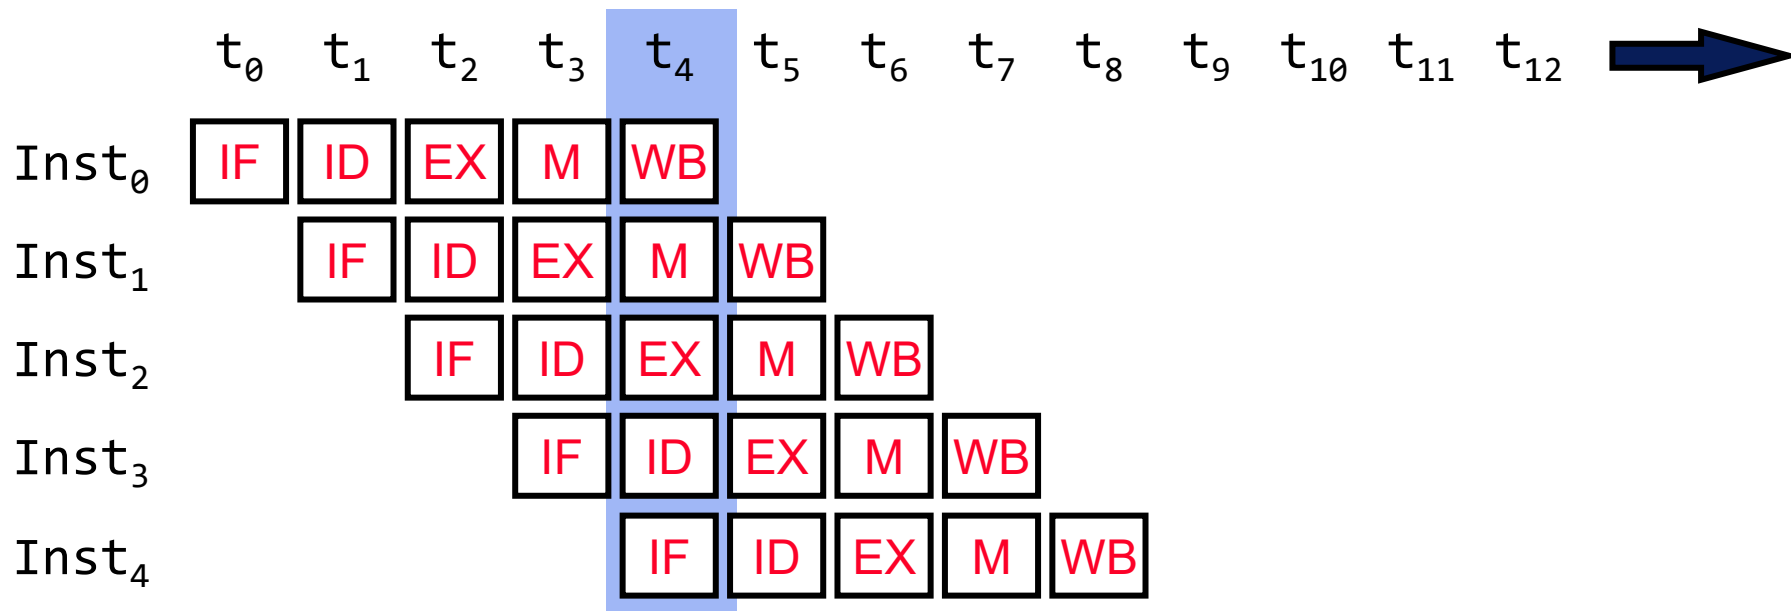 t₀ t₁ t₂ t₃ t₄ t₅ t₆ t₇ t₈ t₉ t₁₀ t₁₁ t₁₂
Inst₀ IF ID EX M WB
Inst₁ IF ID EX M WB
Inst₂ IF ID EX M WB
Inst₃ IF ID EX M WB
Inst₄ IF ID EX M WB